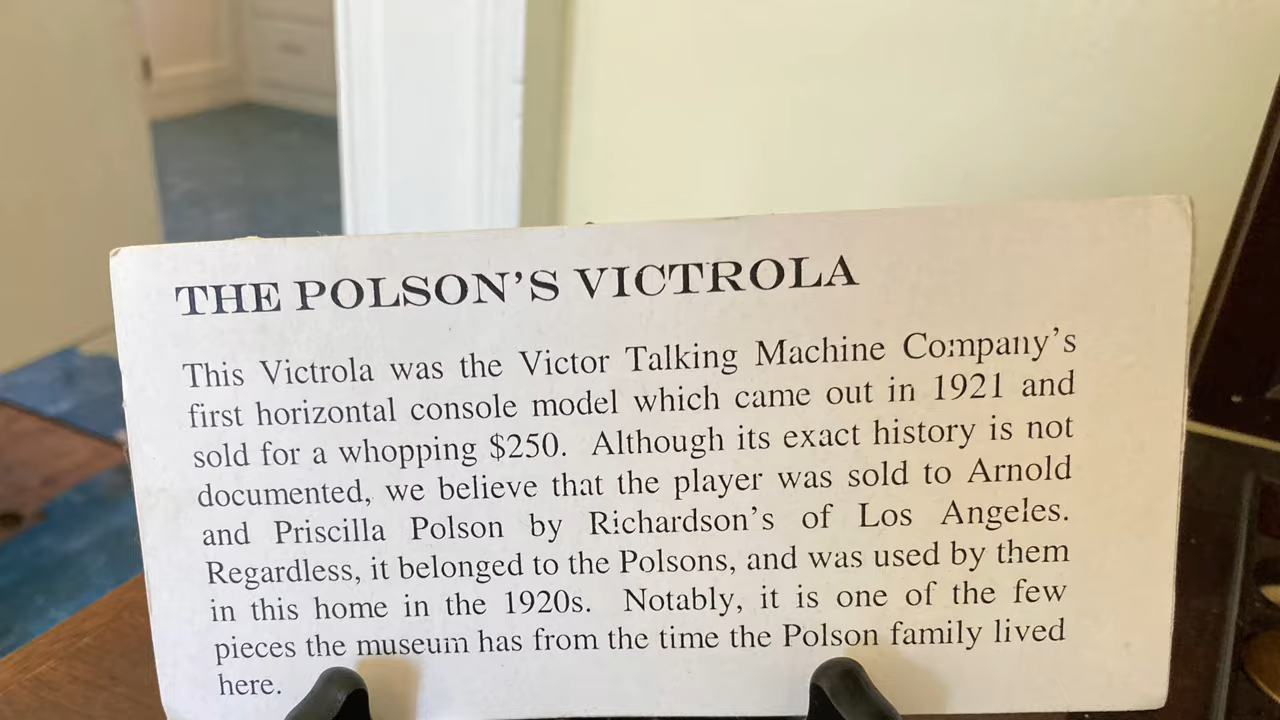 THE POLSON'S VICTROLA
This Victrola was the Victor Talking Machine Company's
first horizontal console model which came out in 1921 and
sold for a whopping $250. Although its exact history is not
documented, we believe that the player was sold to Arnold
and Priscilla Polson by Richardson's of Los Angeles.
Regardless, it belonged to the Polsons, and was used by them
in this home in the 1920s. Notably, it is one of the few
pieces the museum has from the time the Polson family lived
here.